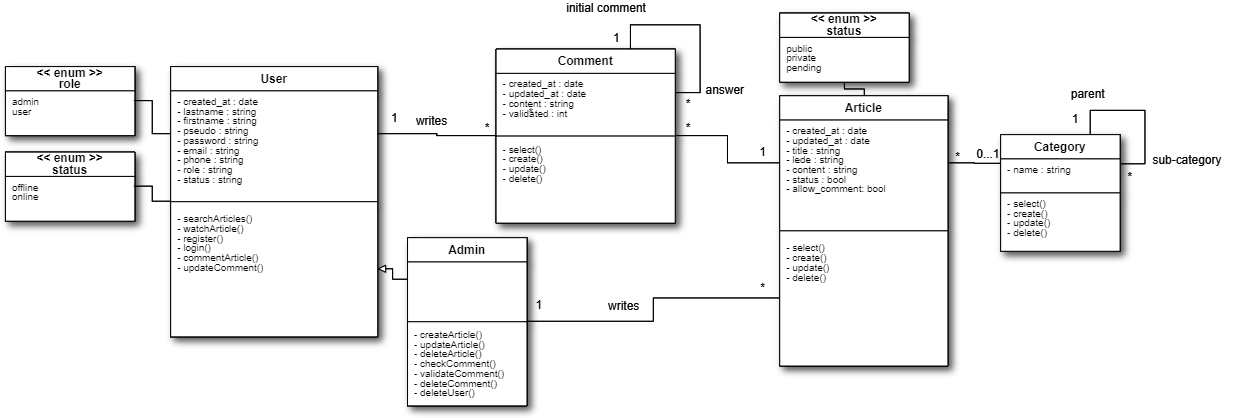 << enum >>
role
admin
user
<< enum >>
status
offline
online
User
- created_at : date
- lastname : string
- firstname : string
- pseudo : string
- password : string
- email : string
- phone : string
- role : string
- status : string
- searchArticles()
- watchArticle()
- register()
- login()
- commentArticle()
- updateComment()
1
writes
*
Admin
- createArticle()
- updateArticle()
- deleteArticle()
- checkComment()
- validateComment()
- deleteComment()
- deleteUser()
1
writes
*
initial comment
1
Comment
- created_at : date
- updated_at : date
- content : string
- validated : int
- select()
- create()
- update()
- delete()
answer
*
*
1
<< enum >>
status
public
private
pending
Article
- created_at : date
- updated_at : date
- title : string
- lede : string
- content : string
- status : bool
- allow_comment: bool
- select()
- create()
- update()
- delete()
*
0...1
parent
1
Category
- name : string
- select()
- create()
- update()
- delete()
sub-category
*